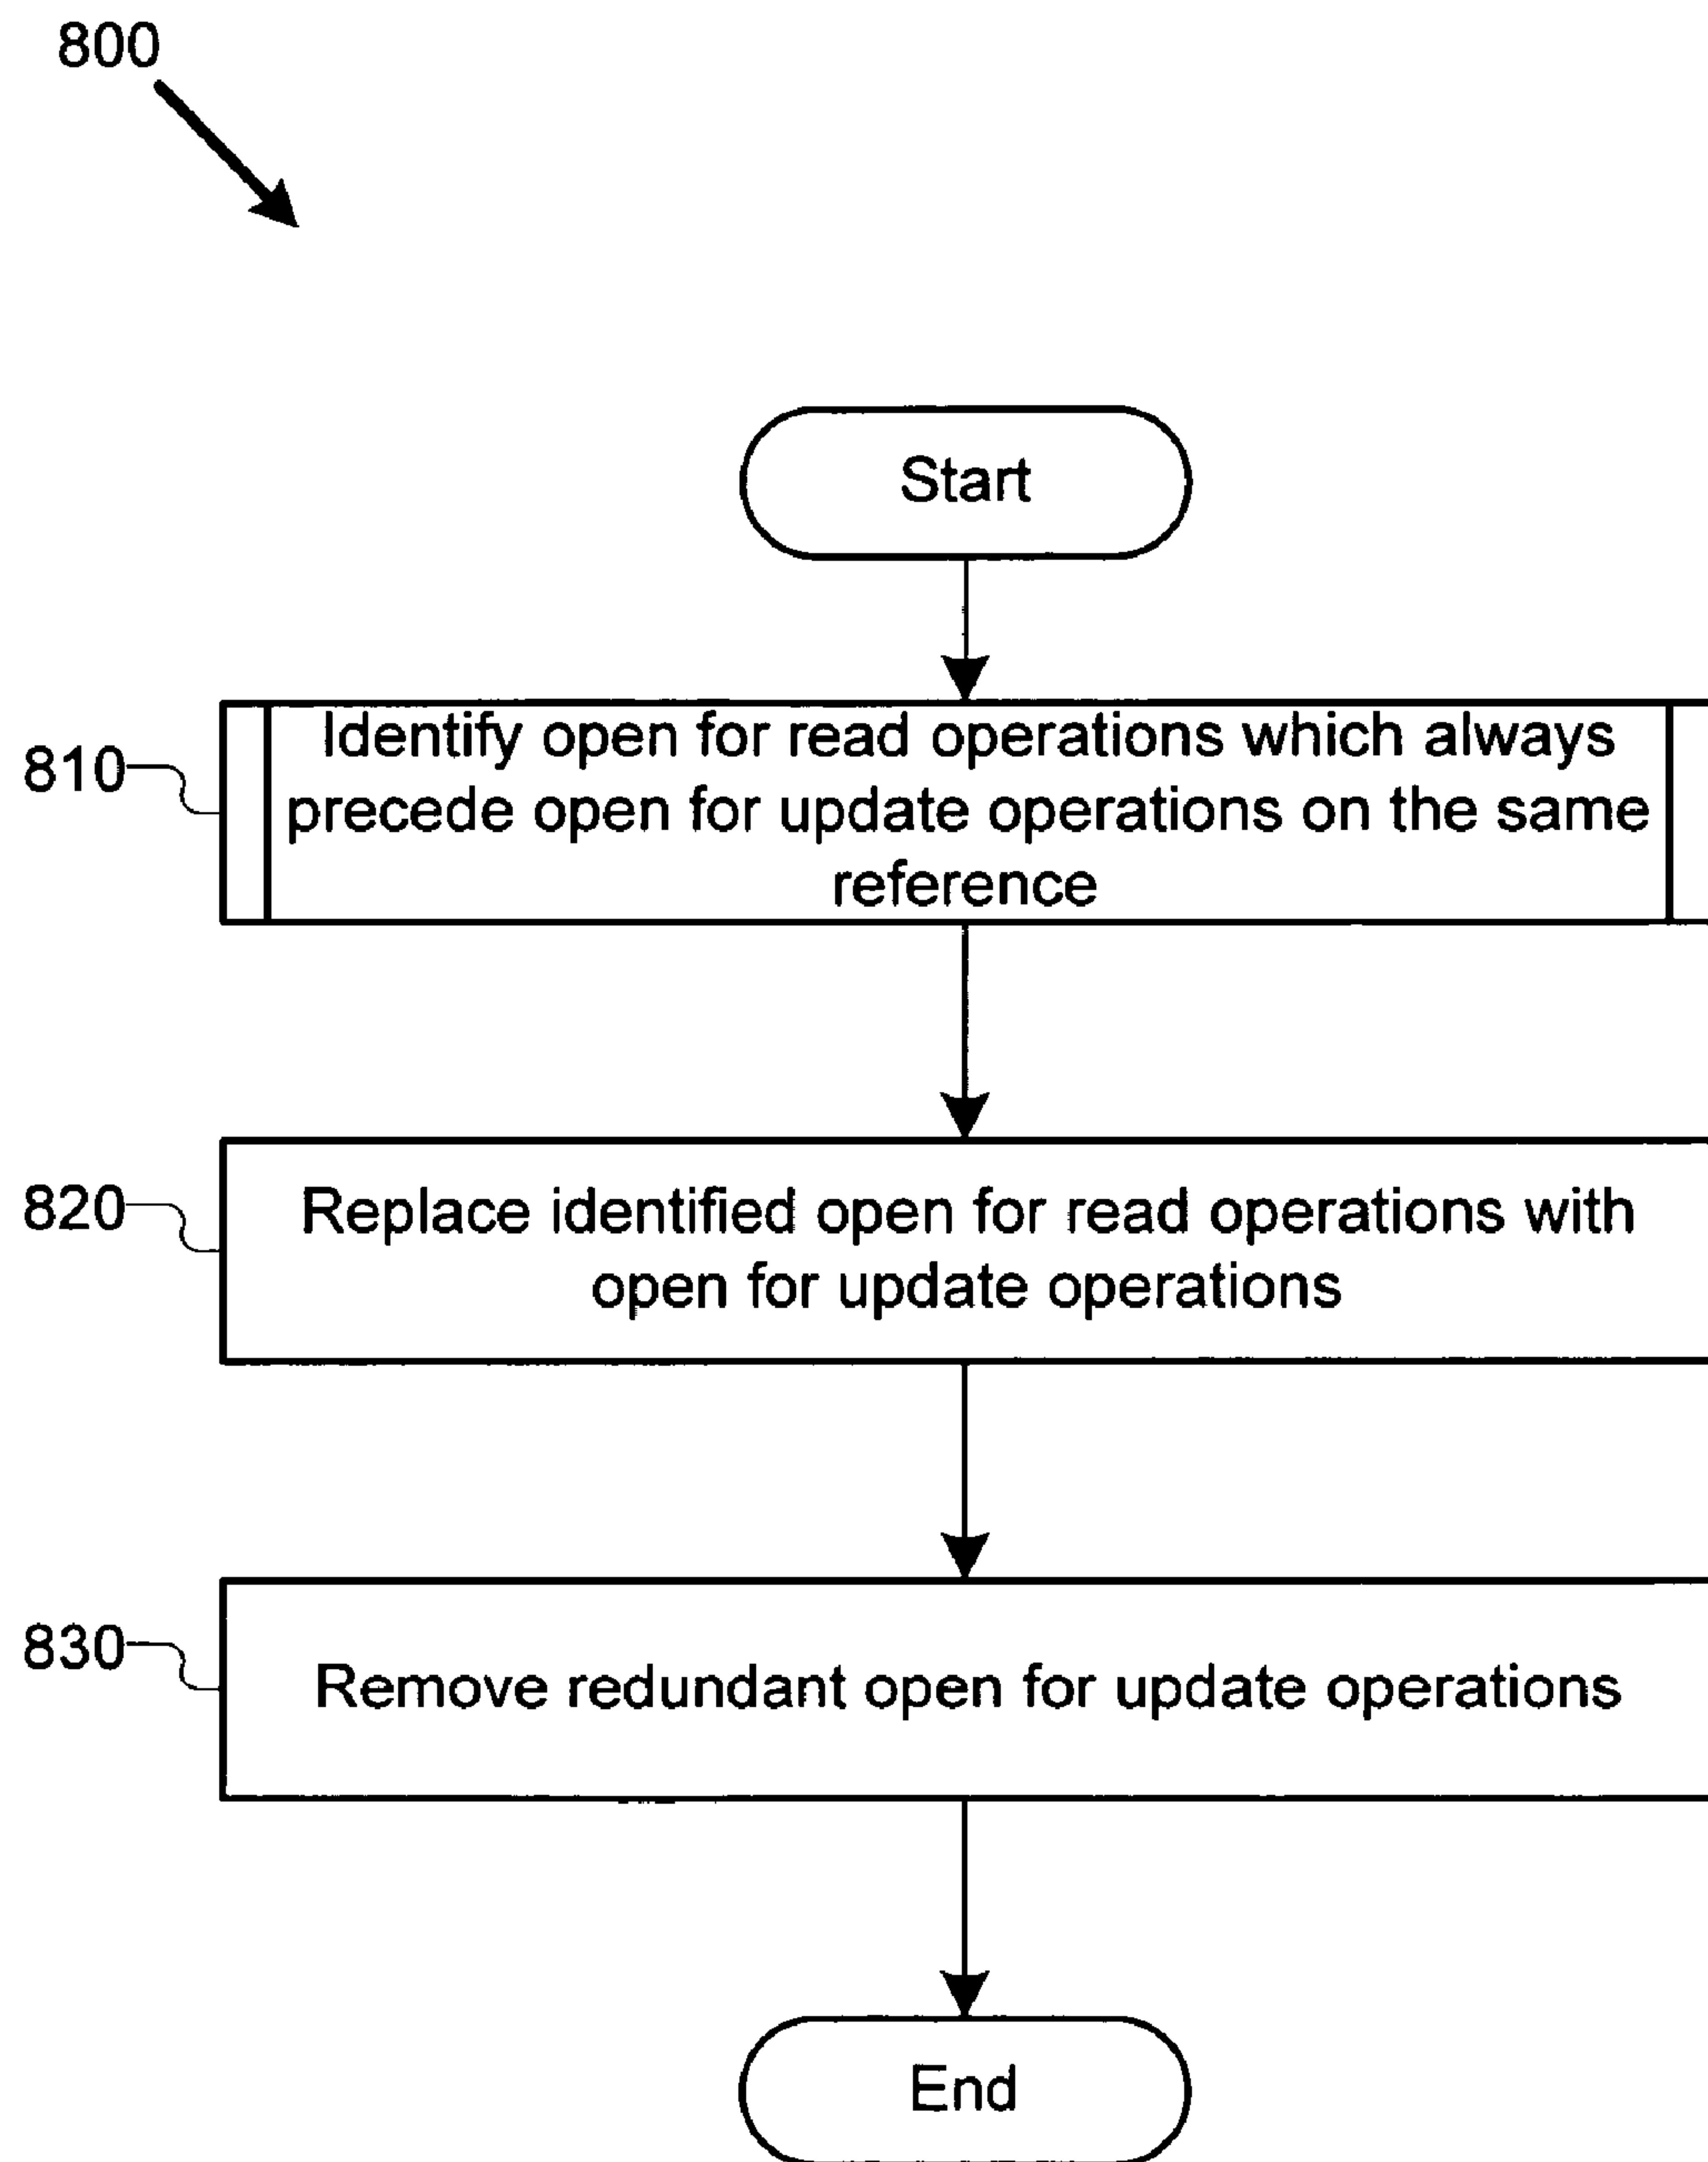 800
Start
810
Identify open for read operations which always
precede open for update operations on the same
reference
820
Replace identified open for read operations with
open for update operations
830
Remove redundant open for update operations
End